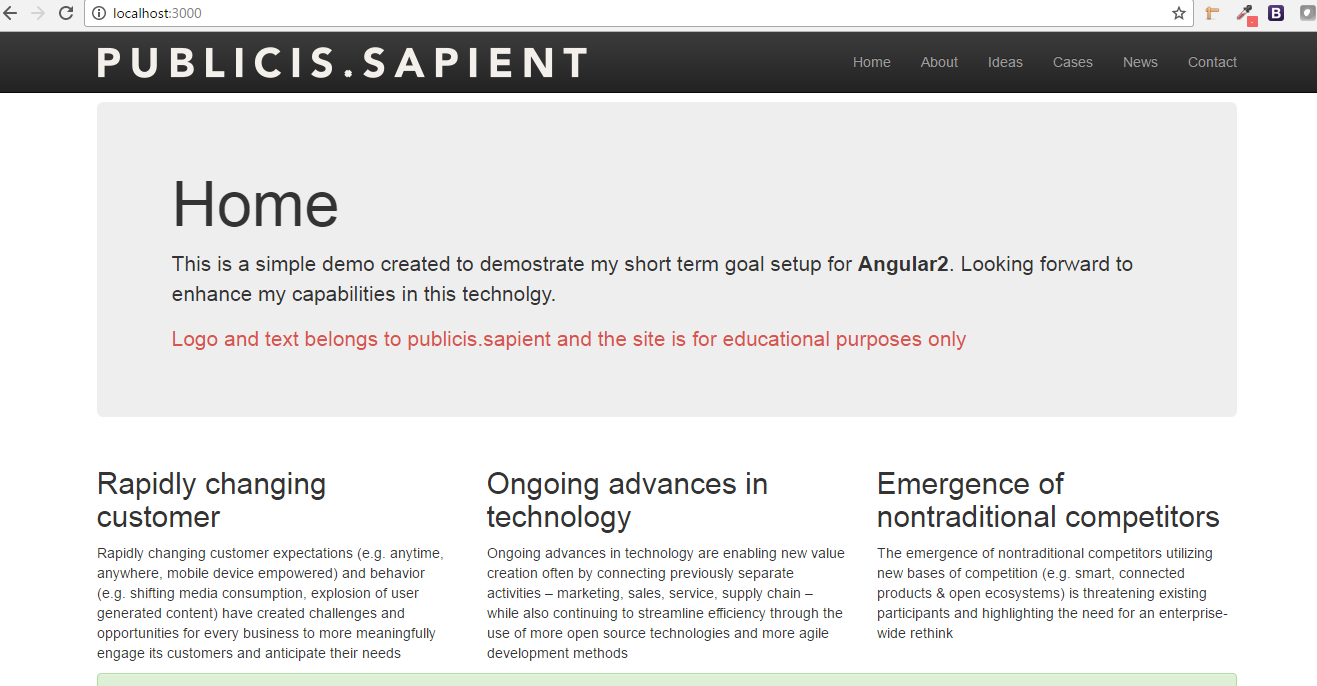 localhost:3000
B
PUBLICIS.SAPIENT
Home About Ideas Cases News Contact
Home
This is a simple demo created to demostrate my short term goal setup for Angular2. Looking forward to
enhance my capabilities in this technolgy.
Logo and text belongs to publicis.sapient and the site is for educational purposes only
Rapidly changing
customer
Rapidly changing customer expectations (e.g. anytime,
anywhere, mobile device empowered) and behavior
(e.g. shifting media consumption, explosion of user
generated content) have created challenges and
opportunities for every business to more meaningfully
engage its customers and anticipate their needs
Ongoing advances in
technology
Ongoing advances in technology are enabling new value
creation often by connecting previously separate
activities – marketing, sales, service, supply chain –
while also continuing to streamline efficiency through the
use of more open source technologies and more agile
development methods
Emergence of
nontraditional competitors
The emergence of nontraditional competitors utilizing
new bases of competition (e.g. smart, connected
products & open ecosystems) is threatening existing
participants and highlighting the need for an enterprise-
wide rethink